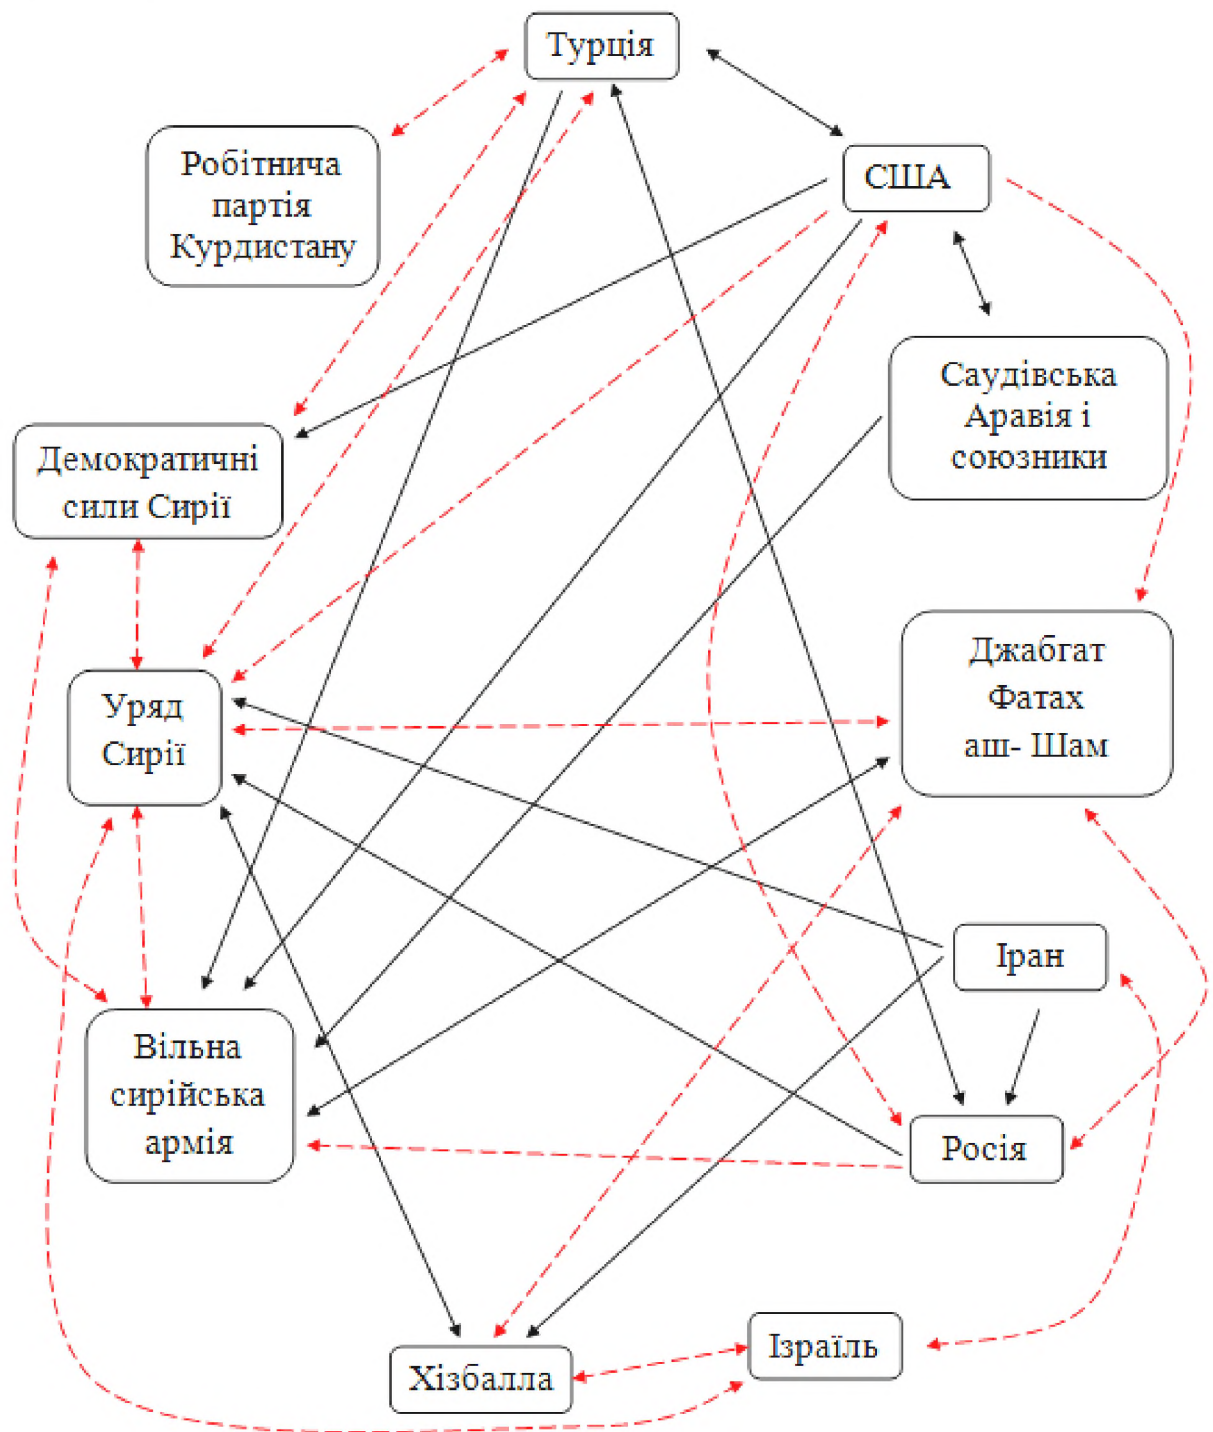 Турція
США
Робітнича
партія
Курдистану
Саудівська
Аравія і
союзники
Демократичні
сили Сирії
Джабгат
Фатах
аш- Шам
Уряд
Сирії
Іран
Вільна
сирійська
армія
Росія
Ізраїль
Хізбалла